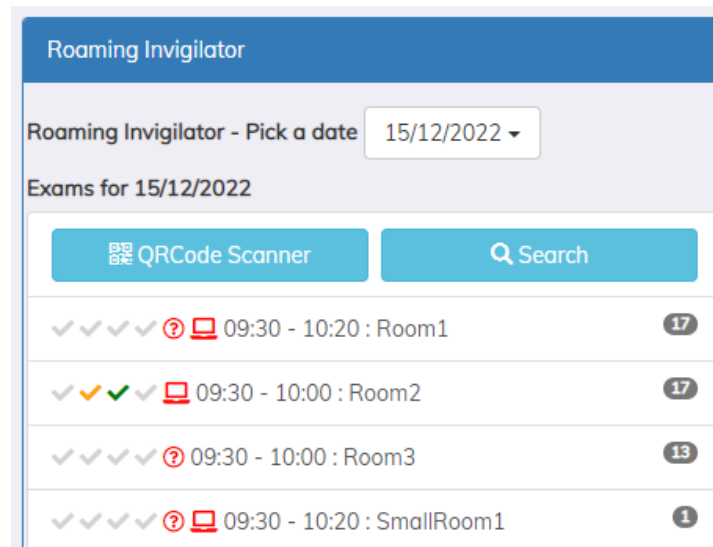 Roaming Invigilator
Roaming Invigilator - Pick a date 15/12/2022
Exams for 15/12/2022
QRCode Scanner Search
09:30 - 10:20 : Room1 17
09:30 - 10:00 : Room2 17
09:30 - 10:00 : Room3 13
09:30 - 10:20 : SmallRoom1 1